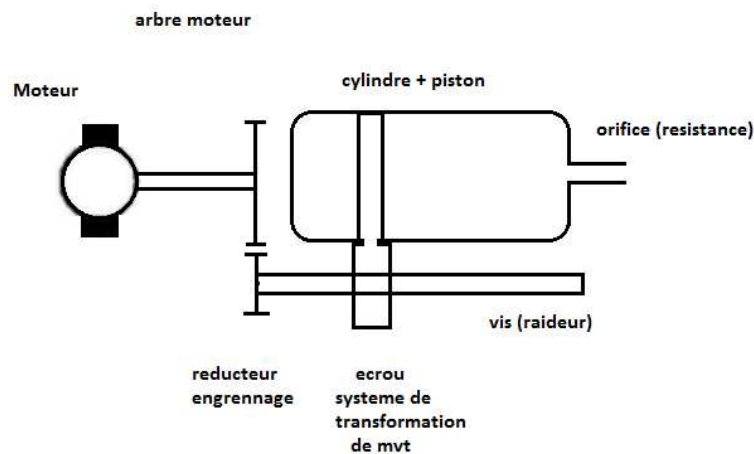 arbre moteur
cylindre + piston
Moteur
orifice (resistance)
vis (raideur)
reducteur
engrennage
ecrou
systeme de
transformation
de mvt